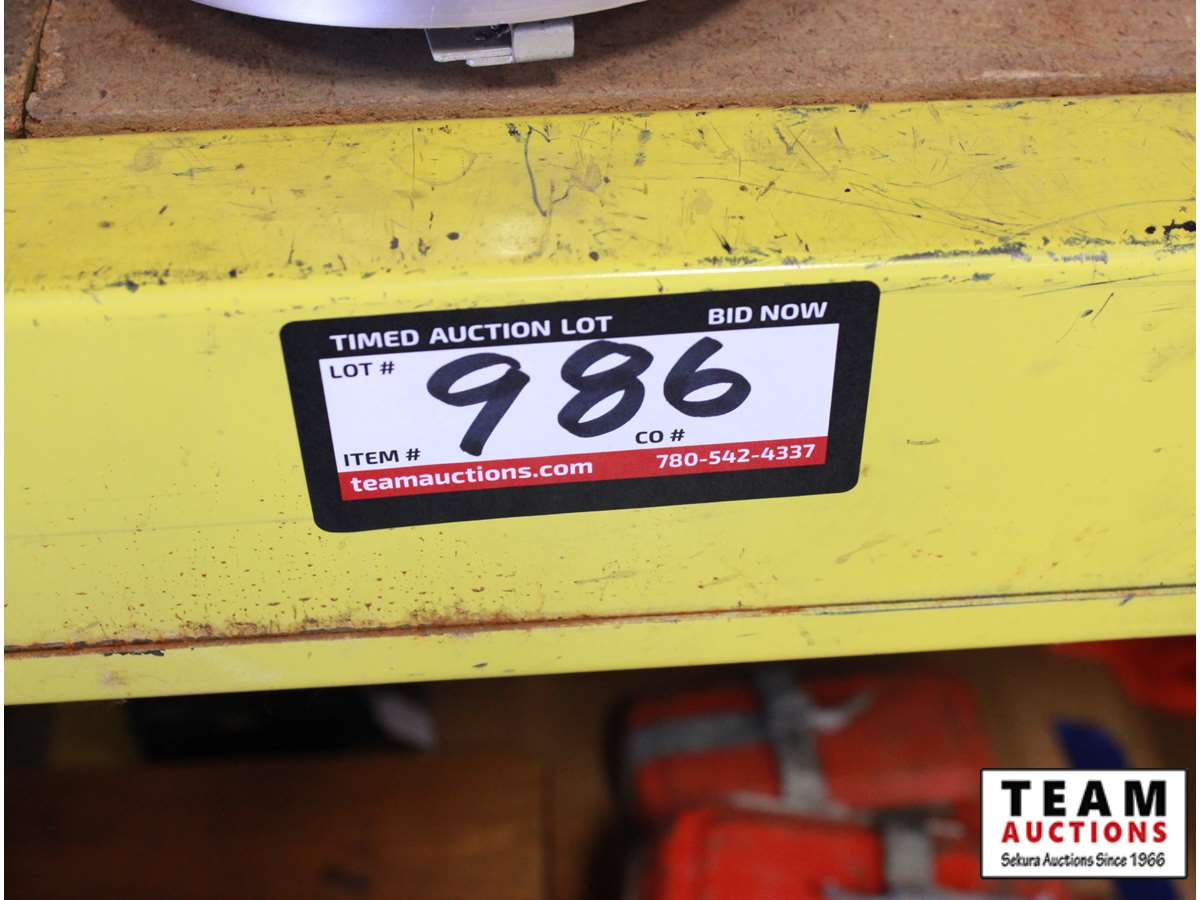 TIMED AUCTION LOT BID NOW
LOT # 986
ITEM # CO #
teamauctions.com 780-542-4337
TEAM
AUCTIONS
Sekura Auctions Since 1966